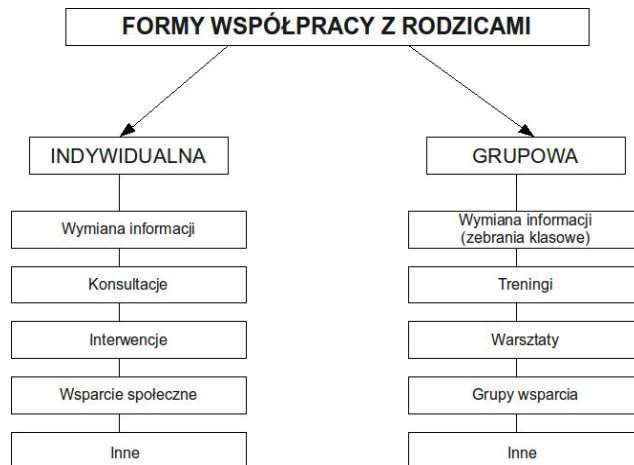 FORMY WSPÓŁPRACY Z RODZICAMI
INDYWIDUALNA
Wymiana informacji
Konsultacje
Interwencje
Wsparcie społeczne
Inne
GRUPOWA
Wymiana informacji
(zebrania klasowe)
Treningi
Warsztaty
Grupy wsparcia
Inne